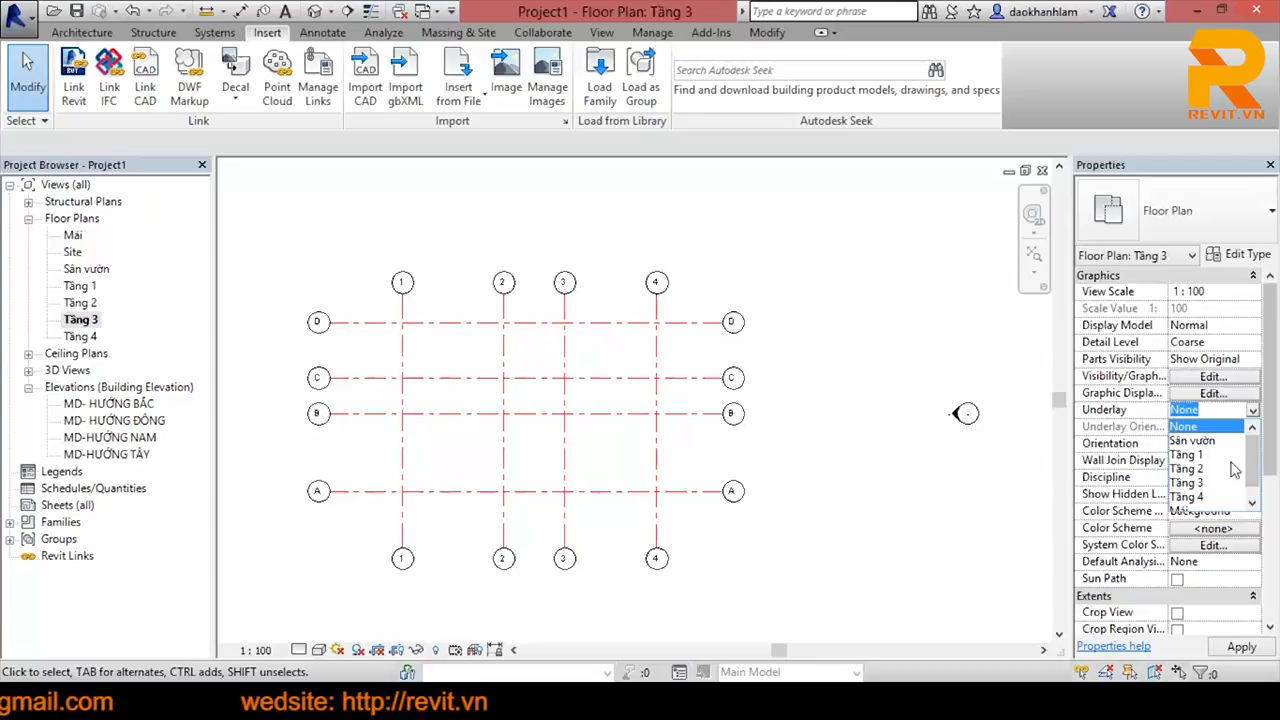 Project1 - Floor Plan: Tầng 3
Type a keyword or phrase
daokhanhlam
Architecture Structure Systems Insert Annotate Analyze Massing & Site Collaborate View Manage Add-Ins Modify
Modify
Link Revit
Link IFC
Link CAD
DWF Markup
Decal
Point Cloud
Manage Links
Import CAD
Import gbXML
Insert from File
Image
Manage Images
Load Family
Load as Group
Search Autodesk Seek
Find and download building product models, drawings, and specs
Select
Link
Import
Load from Library
Autodesk Seek
REVIT.VN
Project Browser - Project1
Views (all)
Structural Plans
Floor Plans
Mái
Site
Sân vườn
Tầng 1
Tầng 2
Tầng 3
Tầng 4
Ceiling Plans
3D Views
Elevations (Building Elevation)
MD- HƯỚNG BẮC
MD- HƯỚNG ĐÔNG
MD-HƯỚNG NAM
MD-HƯỚNG TÂY
Legends
Schedules/Quantities
Sheets (all)
Families
Groups
Revit Links
2D
1 2 3 4
D D
C C
B B
A A
1 2 3 4
Properties
Floor Plan
Floor Plan: Tầng 3
Edit Type
Graphics
View Scale 1 : 100
Scale Value 1: 100
Display Model Normal
Detail Level Coarse
Parts Visibility Show Original
Visibility/Graph... Edit...
Graphic Displa... Edit...
Underlay None
Underlay Orien...
None
Orientation
Sân vườn
Wall Join Display
Tầng 1
Discipline
Tầng 2
Show Hidden L...
Tầng 3
Tầng 4
Color Scheme ... Background
Color Scheme <none>
System Color S... Edit...
Default Analysi... None
Sun Path
Extents
Crop View
Crop Region Vi...
Properties help
Apply
1 : 100
Click to select, TAB for alternates, CTRL adds, SHIFT unselects.
:0
Main Model
:0
gmail.com wedsite: http://revit.vn